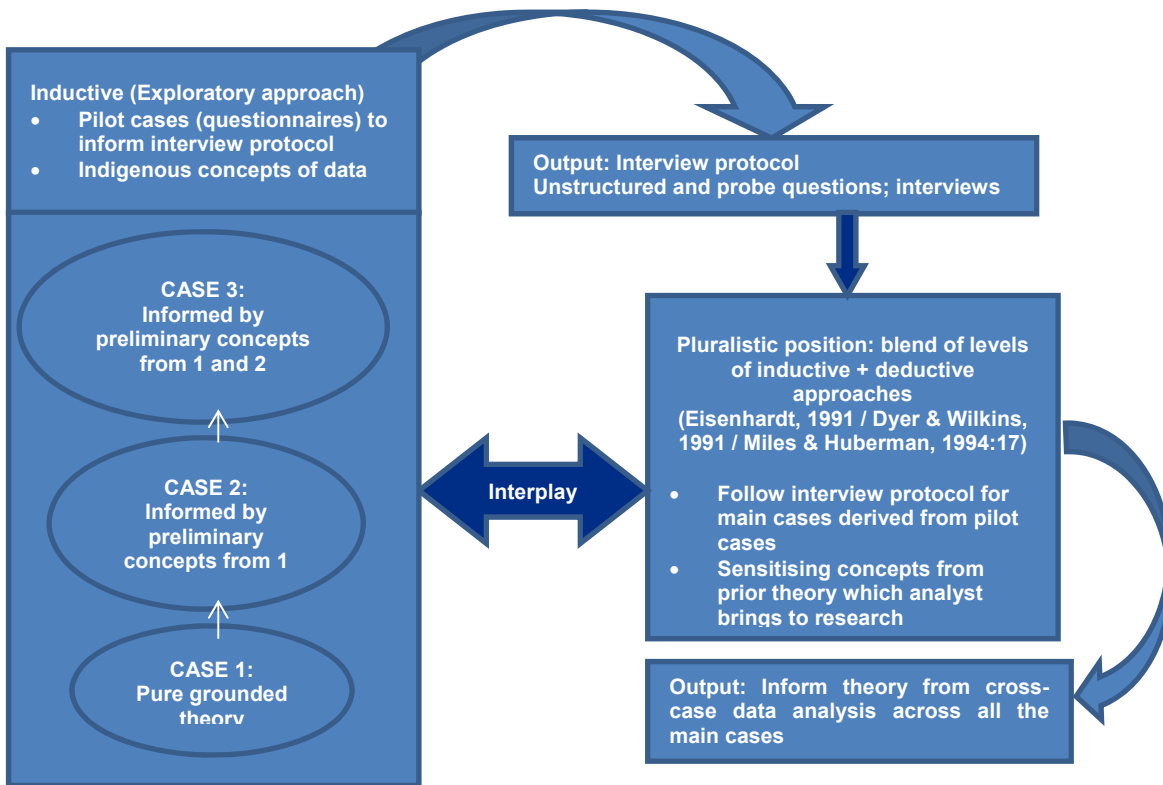 Inductive (Exploratory approach)
• Pilot cases (questionnaires) to
inform interview protocol
• Indigenous concepts of data
CASE 3:
Informed by
preliminary concepts
from 1 and 2
CASE 2:
Informed by
preliminary
concepts from 1
CASE 1:
Pure grounded
theory
Interplay
Output: Interview protocol
Unstructured and probe questions; interviews
Pluralistic position: blend of levels
of inductive + deductive
approaches
(Eisenhardt, 1991 / Dyer & Wilkins,
1991 / Miles & Huberman, 1994:17)
• Follow interview protocol for
main cases derived from pilot
cases
• Sensitising concepts from
prior theory which analyst
brings to research
Output: Inform theory from cross-
case data analysis across all the
main cases